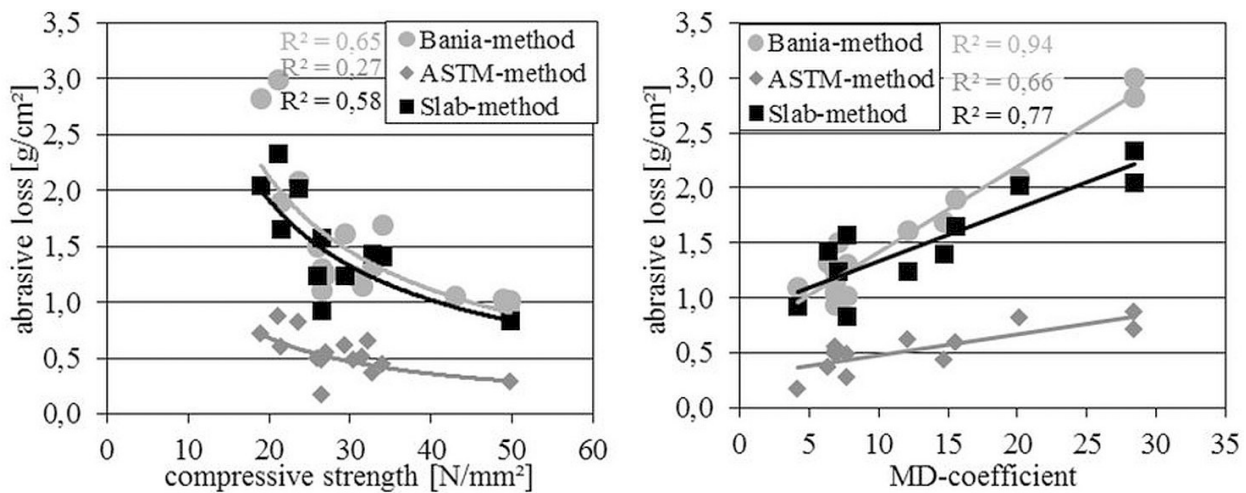 3,5
3,0
2,5
2,0
1,5
1,0
0,5
0,0
abrasive loss [g/cm²]
R² = 0,65
R² = 0,27
R² = 0,58
Bania-method
ASTM-method
Slab-method
0 10 20 30 40 50 60
compressive strength [N/mm²]
3,5
3,0
2,5
2,0
1,5
1,0
0,5
0,0
abrasive loss [g/cm²]
Bania-method R² = 0,94
ASTM-method R² = 0,66
Slab-method R² = 0,77
0 5 10 15 20 25 30 35
MD-coefficient